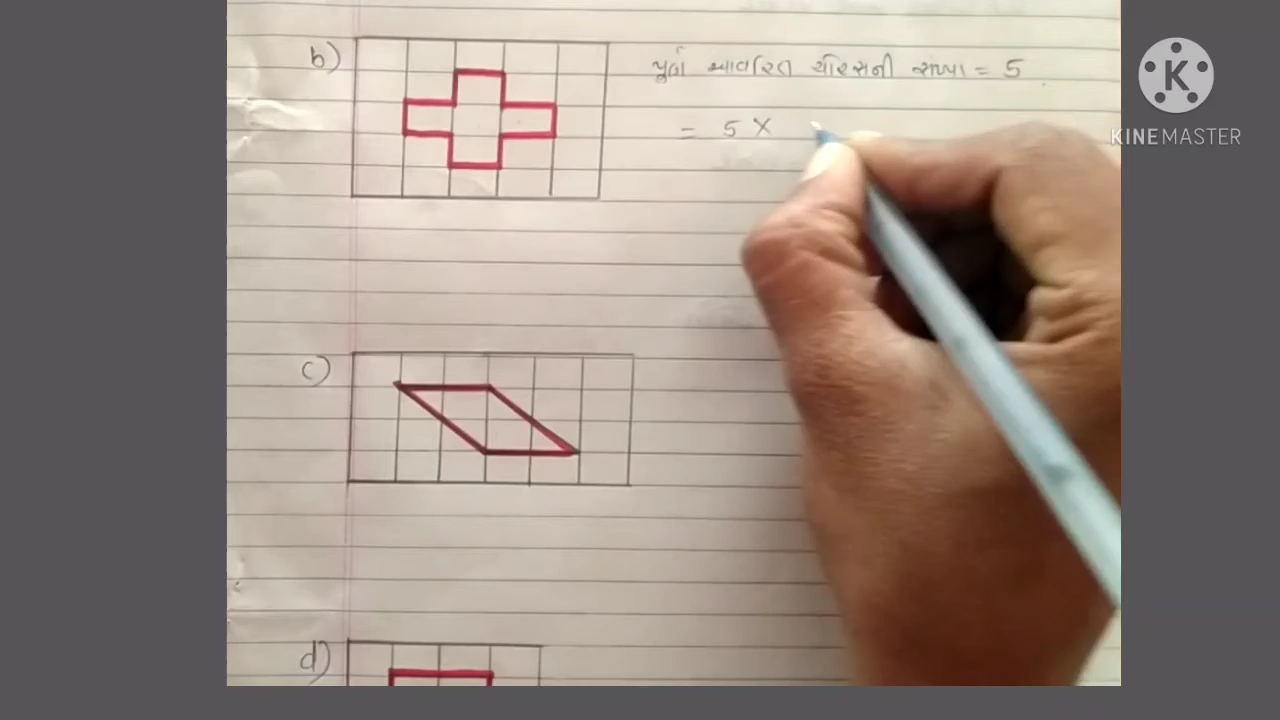 b) પુર્ણ આવરિત ચોરસની સંખ્યા = 5
= 5 ×
KINEMASTER
c)
d)